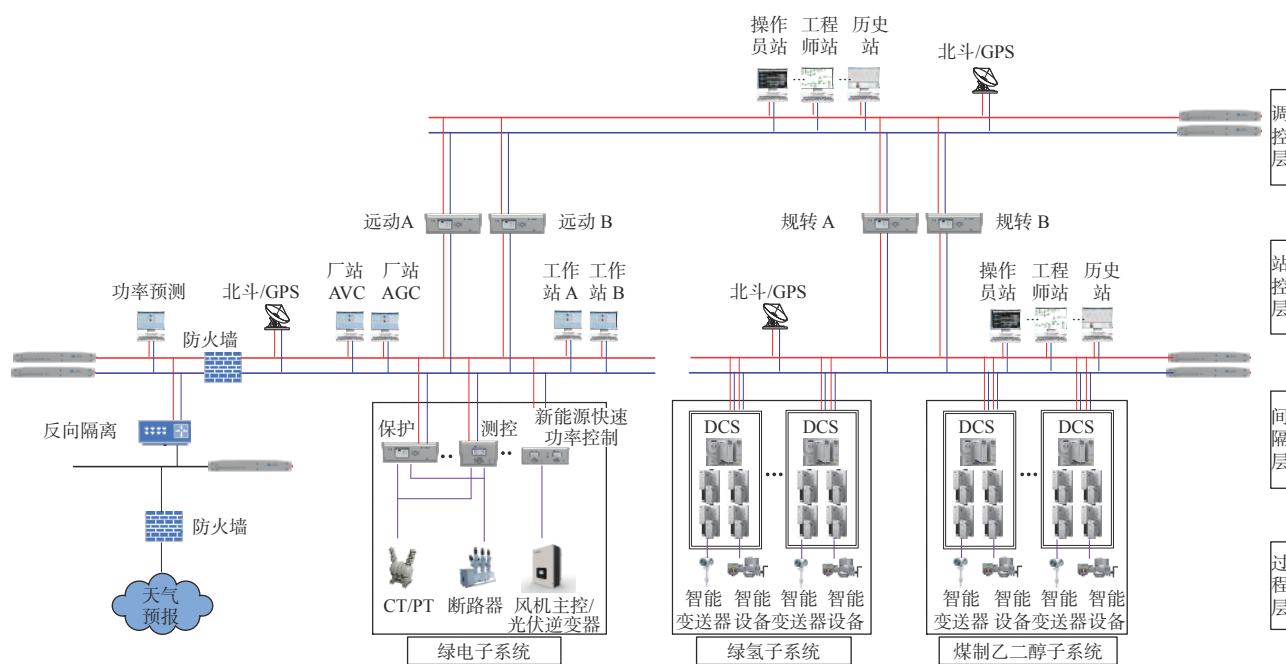 操作
员站
工程
师站
历史
站
北斗/GPS
调
控
层
远动A
远动 B
规转 A
规转 B
功率预测
北斗/GPS
厂站
AVC
厂站
AGC
工作
站 A
工作
站 B
北斗/GPS
操作
员站
工程
师站
历史
站
站
控
层
防火墙
反向隔离
保护
测控
新能源快速
功率控制
DCS
DCS
DCS
DCS
间
隔
层
防火墙
天气
预报
CT/PT
断路器
风机主控/
光伏逆变器
智能
变送器
智能
设备
智能
变送器
智能
设备
智能
变送器
智能
设备
智能
变送器
智能
设备
过
程
层
绿电子系统
绿氢子系统
煤制乙二醇子系统